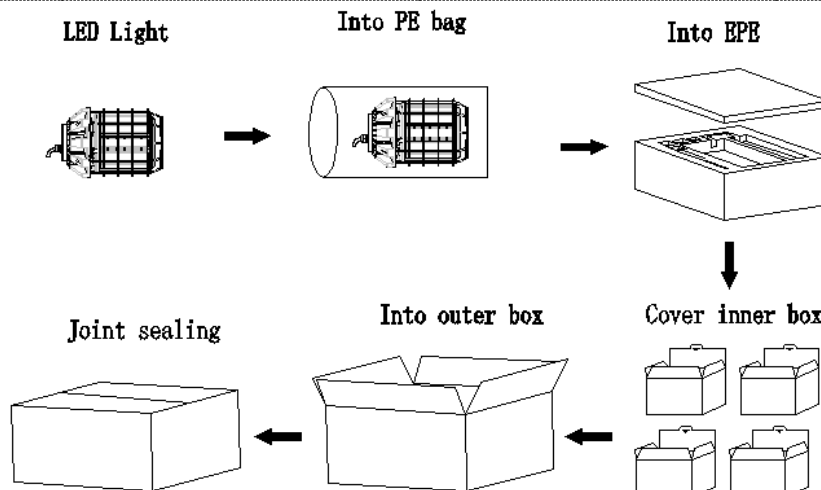 LED Light
Into PE bag
Into EPE
Cover inner box
Into outer box
Joint sealing